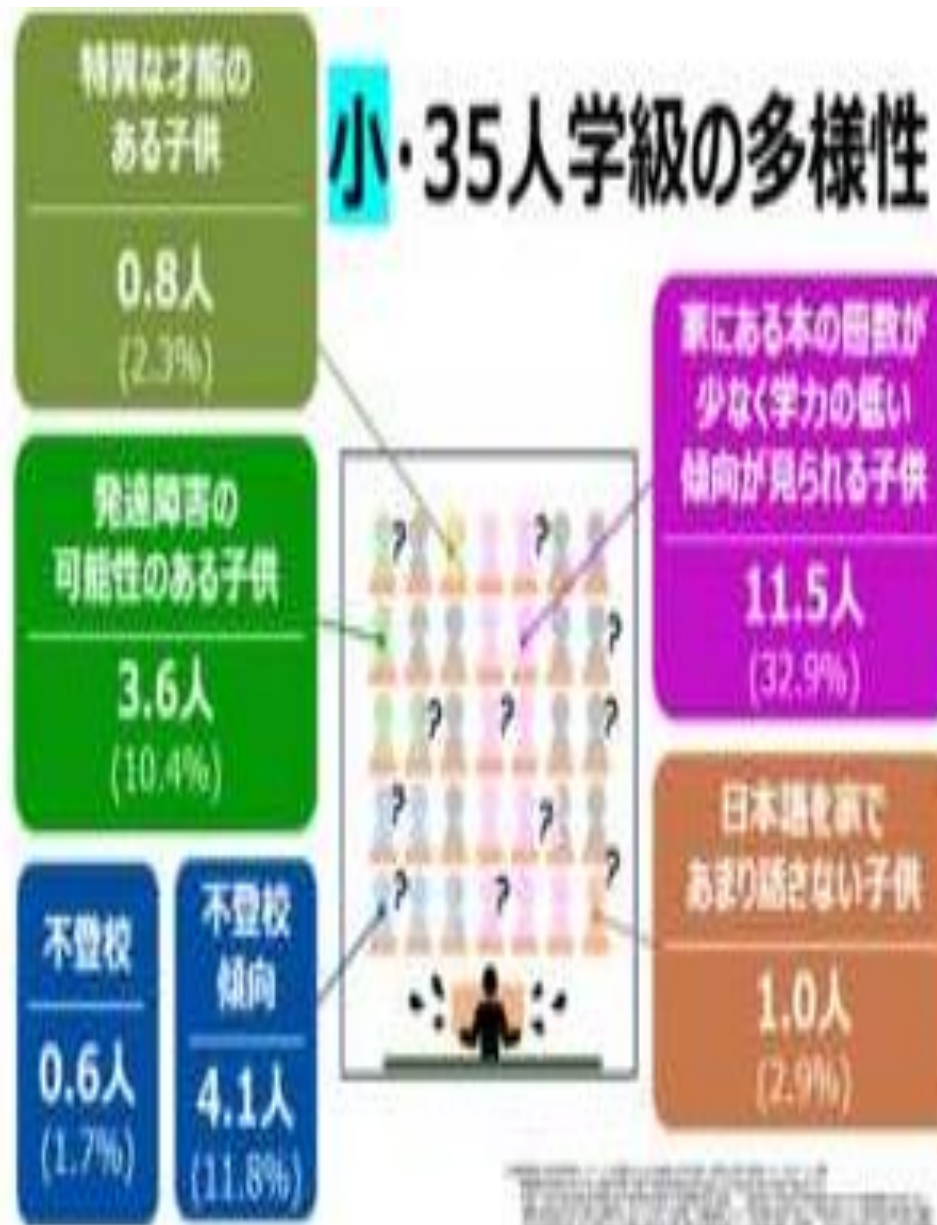 小・35人学級の多様性
特異な才能の
ある子供
0.8人
(2.3%)
発達障害の
可能性のある子供
3.6人
(10.4%)
不登校
0.6人
(1.7%)
不登校
傾向
4.1人
(11.8%)
家にある本の冊数が
少なく学力の低い
傾向が見られる子供
11.5人
(32.9%)
日本語を家で
あまり話さない子供
1.0人
(2.9%)
?
?
?
?
?
?
?
?
?
?
?